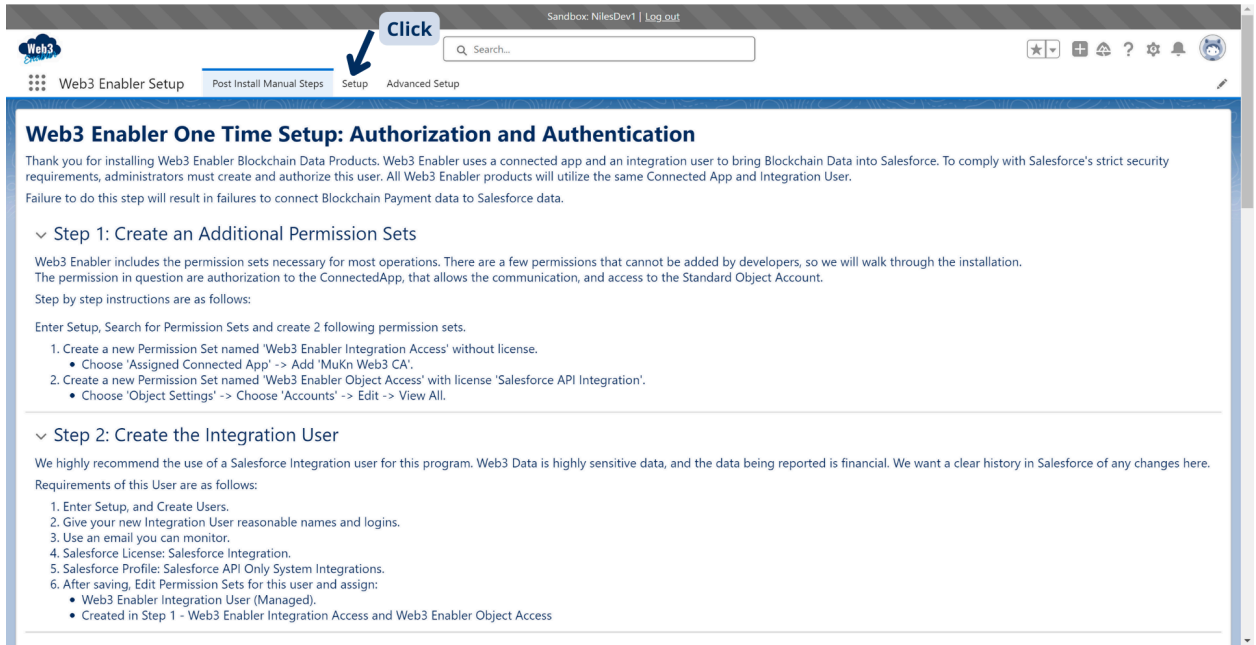 Sandbox: NilesDev1 | Log out
Click
Web3
Enabler
Search...
Web3 Enabler Setup
Post Install Manual Steps
Setup
Advanced Setup
Web3 Enabler One Time Setup: Authorization and Authentication
Thank you for installing Web3 Enabler Blockchain Data Products. Web3 Enabler uses a connected app and an integration user to bring Blockchain Data into Salesforce. To comply with Salesforce's strict security
requirements, administrators must create and authorize this user. All Web3 Enabler products will utilize the same Connected App and Integration User.
Failure to do this step will result in failures to connect Blockchain Payment data to Salesforce data.
Step 1: Create an Additional Permission Sets
Web3 Enabler includes the permission sets necessary for most operations. There are a few permissions that cannot be added by developers, so we will walk through the installation.
The permission in question are authorization to the ConnectedApp, that allows the communication, and access to the Standard Object Account.
Step by step instructions are as follows:
Enter Setup, Search for Permission Sets and create 2 following permission sets.
1. Create a new Permission Set named 'Web3 Enabler Integration Access' without license.
• Choose 'Assigned Connected App' -> Add 'MuKn Web3 CA'.
2. Create a new Permission Set named 'Web3 Enabler Object Access' with license 'Salesforce API Integration'.
• Choose 'Object Settings' -> Choose 'Accounts' -> Edit -> View All.
Step 2: Create the Integration User
We highly recommend the use of a Salesforce Integration user for this program. Web3 Data is highly sensitive data, and the data being reported is financial. We want a clear history in Salesforce of any changes here.
Requirements of this User are as follows:
1. Enter Setup, and Create Users.
2. Give your new Integration User reasonable names and logins.
3. Use an email you can monitor.
4. Salesforce License: Salesforce Integration.
5. Salesforce Profile: Salesforce API Only System Integrations.
6. After saving, Edit Permission Sets for this user and assign:
• Web3 Enabler Integration User (Managed).
• Created in Step 1 - Web3 Enabler Integration Access and Web3 Enabler Object Access